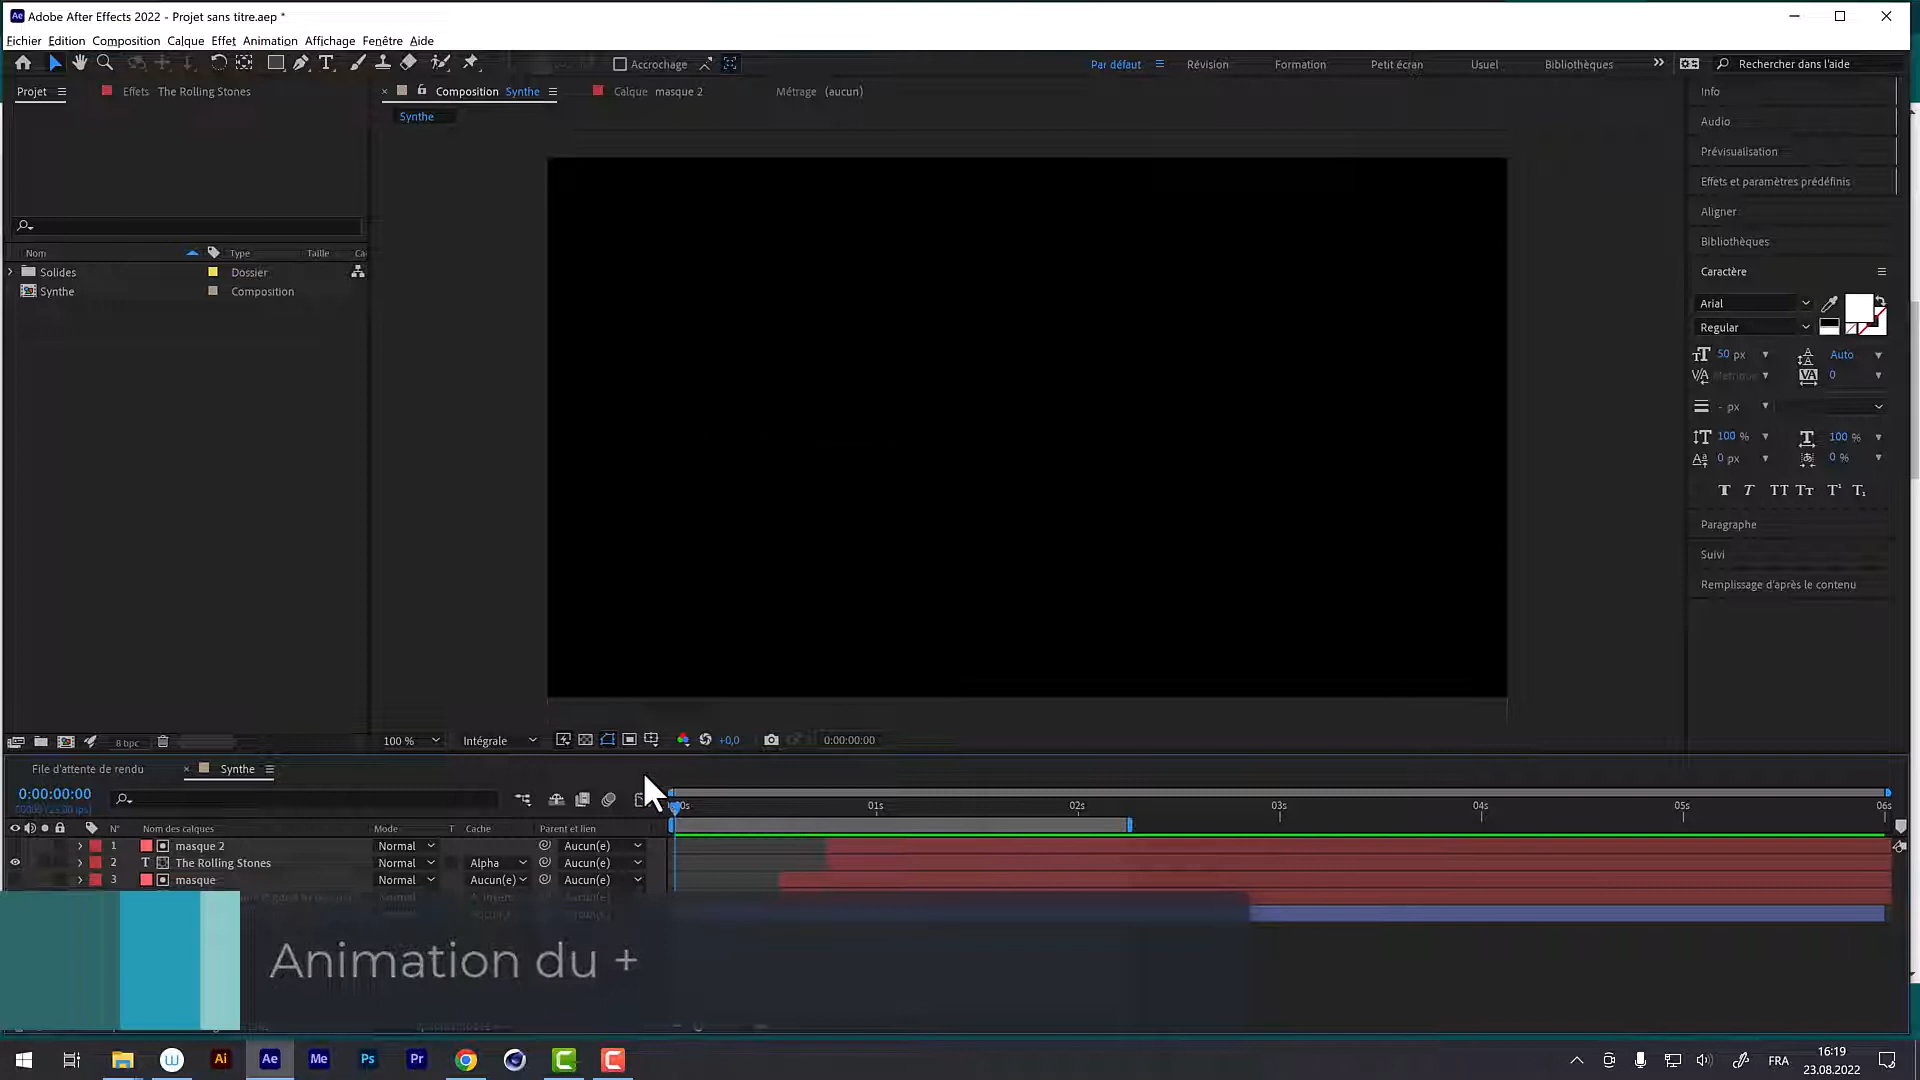 Adobe After Effects 2022 - Projet sans titre.aep *
Fichier Edition Composition Calque Effet Animation Affichage Fenêtre Aide
Accrochage
Par défaut Révision Formation Petit écran Usuel Bibliothèques Rechercher dans l'aide
Projet Effets The Rolling Stones Composition Synthe Calque masque 2 Métrage (aucun)
Synthe
Info
Audio
Prévisualisation
Effets et paramètres prédéfinis
Aligner
Bibliothèques
Caractère
Arial
Regular
50 px Auto
Métrique 0
- px
100 % 100 %
0 px 0 %
Paragraphe
Suivi
Remplissage d'après le contenu
Nom Type Taille Ca
Solides Dossier
Synthe Composition
8 bpc
100 % Intégrale +0,0 0:00:00:00
File d'attente de rendu Synthe
0:00:00:00
01s 02s 03s 04s 05s 06s
N° Nom des calques Mode T Cache Parent et lien
1 masque 2 Normal Aucun(e)
2 The Rolling Stones Normal Alpha Aucun(e)
3 masque Normal Aucun(e) Aucun(e)
Animation du +
Ai Ae Me Ps Pr
FRA
16:19
23.08.2022